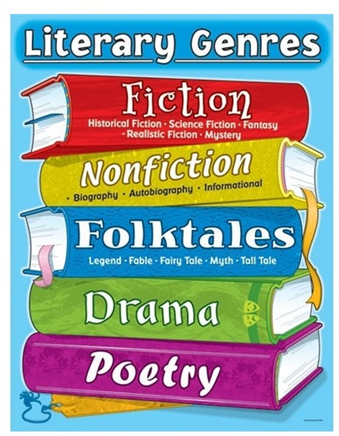 Literary Genres
Fiction
Historical Fiction · Science Fiction · Fantasy
· Realistic Fiction · Mystery
Nonfiction
· Biography · Autobiography · Informational
Folktales
Legend · Fable · Fairy Tale · Myth · Tall Tale
Drama
Poetry